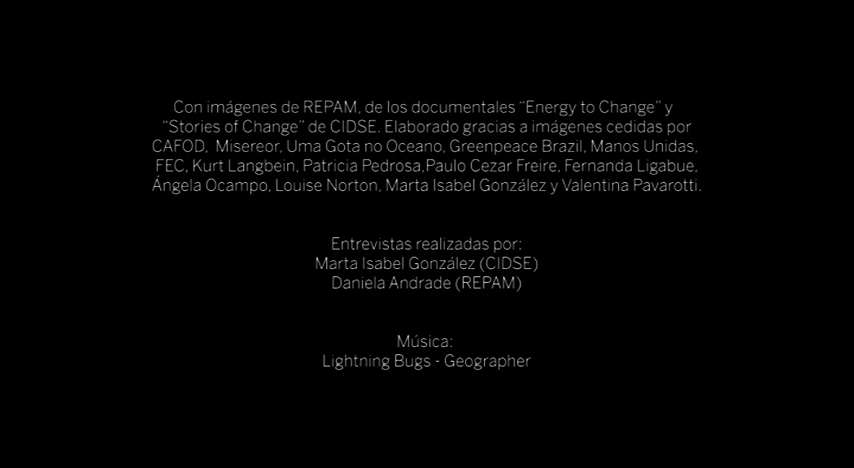 Con imágenes de REPAM, de los documentales “Energy to Change” y
“Stories of Change” de CIDSE. Elaborado gracias a imágenes cedidas por
CAFOD,  Misereor, Uma Gota no Oceano, Greenpeace Brazil, Manos Unidas,
FEC, Kurt Langbein, Patricia Pedrosa,Paulo Cezar Freire, Fernanda Ligabue,
Ángela Ocampo, Louise Norton, Marta Isabel González y Valentina Pavarotti.
Entrevistas realizadas por:
Marta Isabel González (CIDSE)
Daniela Andrade (REPAM)
Música:
Lightning Bugs - Geographer